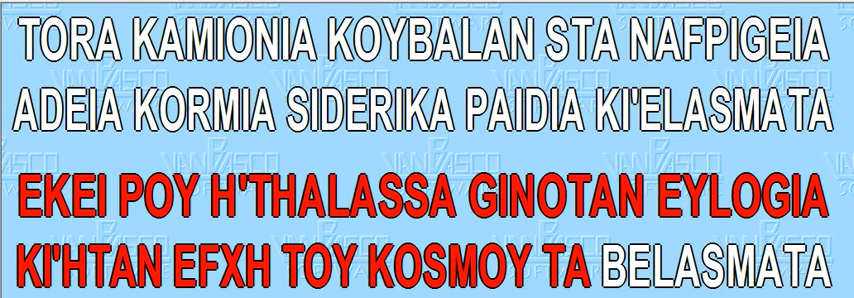 TORA KAMIONIA KOYBALAN STA NAFPIGEIA
ADEIA KORMIA SIDERIKA PAIDIA KI'ELASMATA
EKEI POY H'THALASSA GINOTAN EYLOGIA
KI'HTAN EFXH TOY KOSMOY TA BELASMATA